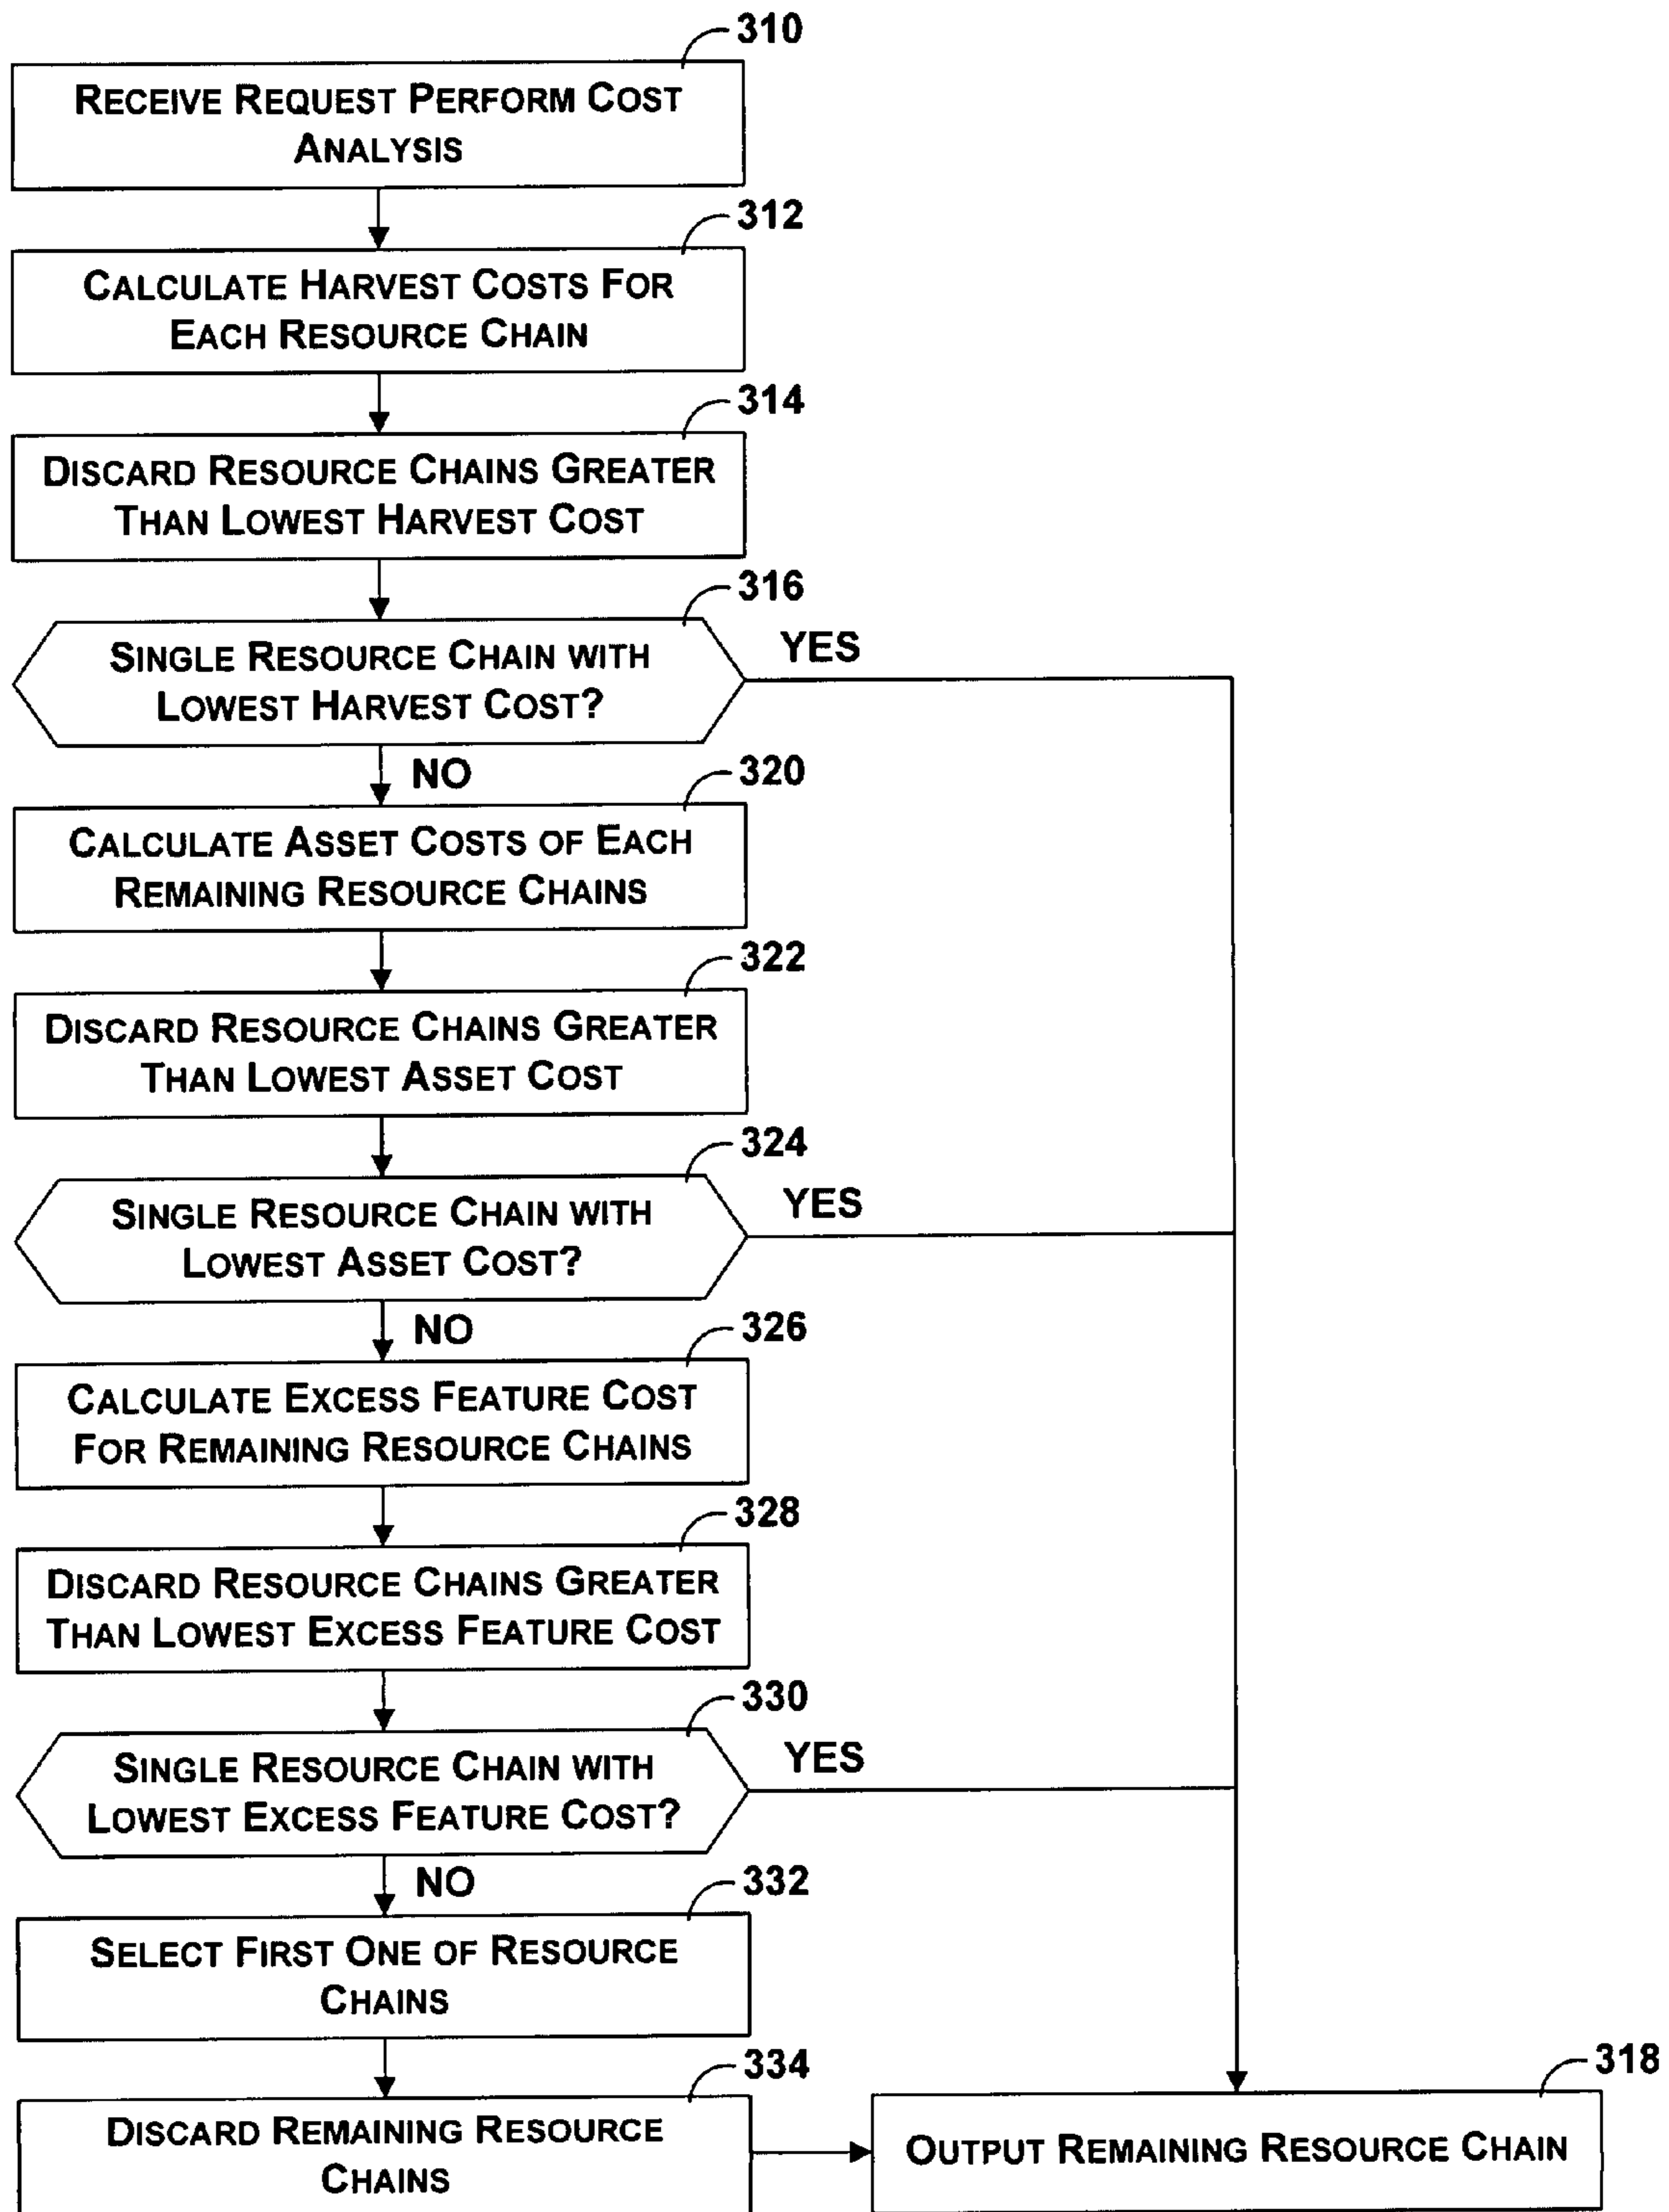 310
RECEIVE REQUEST PERFORM COST
ANALYSIS
312
CALCULATE HARVEST COSTS FOR
EACH RESOURCE CHAIN
314
DISCARD RESOURCE CHAINS GREATER
THAN LOWEST HARVEST COST
316
SINGLE RESOURCE CHAIN WITH
LOWEST HARVEST COST?
YES
NO
320
CALCULATE ASSET COSTS OF EACH
REMAINING RESOURCE CHAINS
322
DISCARD RESOURCE CHAINS GREATER
THAN LOWEST ASSET COST
324
SINGLE RESOURCE CHAIN WITH
LOWEST ASSET COST?
YES
NO
326
CALCULATE EXCESS FEATURE COST
FOR REMAINING RESOURCE CHAINS
328
DISCARD RESOURCE CHAINS GREATER
THAN LOWEST EXCESS FEATURE COST
330
SINGLE RESOURCE CHAIN WITH
LOWEST EXCESS FEATURE COST?
YES
NO
332
SELECT FIRST ONE OF RESOURCE
CHAINS
334
DISCARD REMAINING RESOURCE
CHAINS
318
OUTPUT REMAINING RESOURCE CHAIN